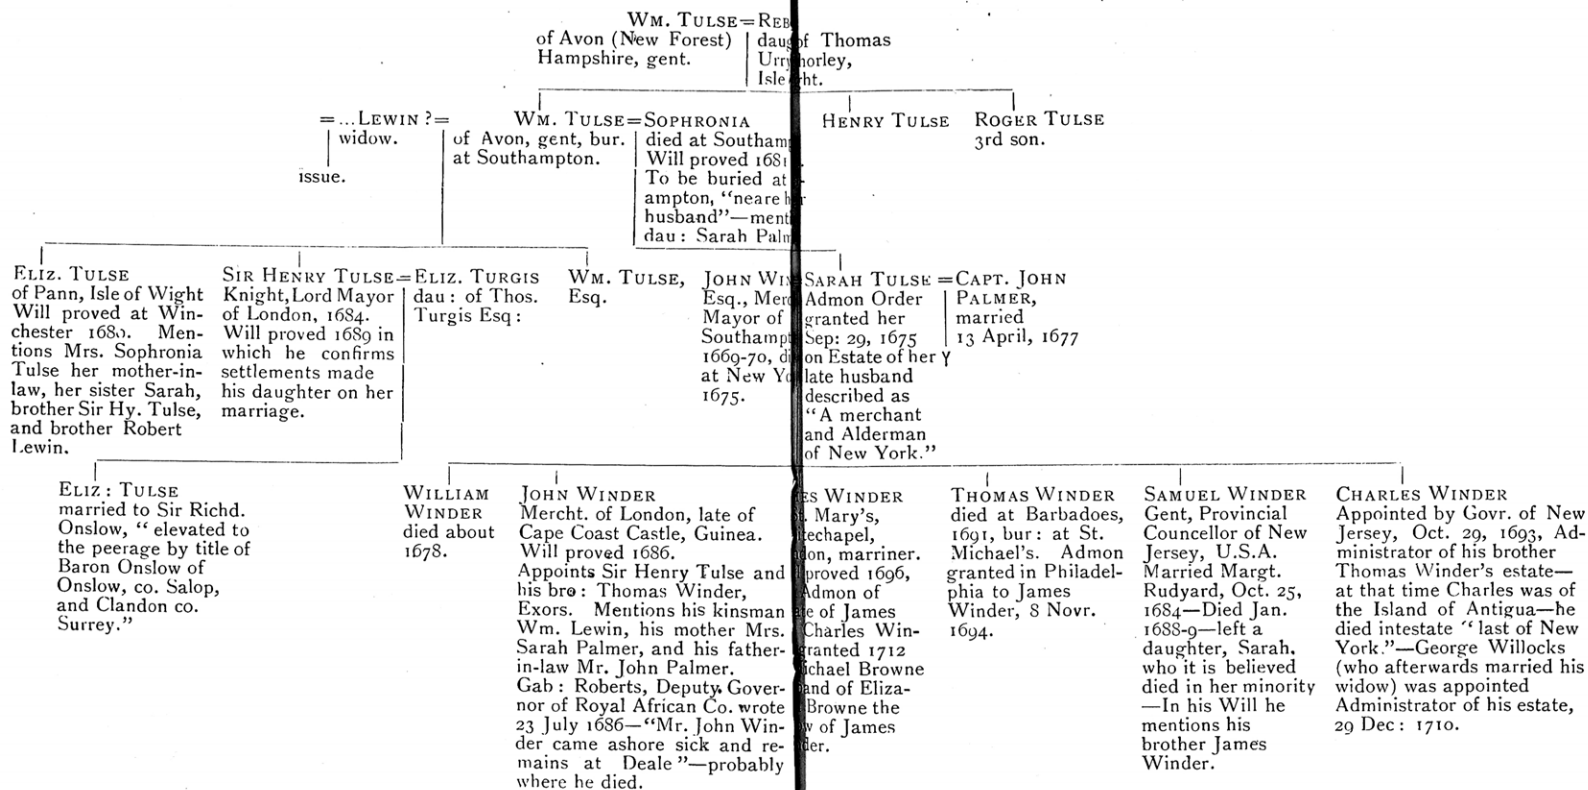 WM. TULSE=REB
of Avon (New Forest)
Hampshire, gent.
daug of Thomas
Urry horley,
Isle ht.
=...LEWIN ?=
widow.
issue.
WM. TULSE=SOPHRONIA
of Avon, gent, bur.
at Southampton.
died at Southam
Will proved 1681
To be buried at
ampton, "neare h r
husband"—ment
dau: Sarah Palm
HENRY TULSE
ROGER TULSE
3rd son.
ELIZ. TULSE
of Pann, Isle of Wight
Will proved at Win-
chester 1680. Men-
tions Mrs. Sophronia
Tulse her mother-in-
law, her sister Sarah,
brother Sir Hy. Tulse,
and brother Robert
Lewin.
SIR HENRY TULSE=ELIZ. TURGIS
Knight, Lord Mayor
of London, 1684.
Will proved 1689 in
which he confirms
settlements made
his daughter on her
marriage.
dau: of Thos.
Turgis Esq:
WM. TULSE,
Esq.
JOHN WIN
Esq., Merc
Mayor of
Southampt
1669-70, di
at New Yo
1675.
SARAH TULSE =CAPT. JOHN
Admon Order
granted her
Sep: 29, 1675
on Estate of her Y
late husband
described as
"A merchant
and Alderman
of New York."
PALMER,
married
13 April, 1677
ELIZ: TULSE
married to Sir Richd.
Onslow, "elevated to
the peerage by title of
Baron Onslow of
Onslow, co. Salop,
and Clandon co.
Surrey."
WILLIAM
WINDER
died about
1678.
JOHN WINDER
Mercht. of London, late of
Cape Coast Castle, Guinea.
Will proved 1686.
Appoints Sir Henry Tulse and
his bro: Thomas Winder,
Exors. Mentions his kinsman
Wm. Lewin, his mother Mrs.
Sarah Palmer, and his father-
in-law Mr. John Palmer.
Gab: Roberts, Deputy Gover-
nor of Royal African Co. wrote
23 July 1686—"Mr. John Win-
der came ashore sick and re-
mains at Deale"—probably
where he died.
ES WINDER
. Mary's,
techapel,
on, marriner.
proved 1696,
Admon of
e of James
Charles Win-
ranted 1712
ichael Browne
and of Eliza-
Browne the
w of James
der.
THOMAS WINDER
died at Barbadoes,
1691, bur: at St.
Michael's. Admon
granted in Philadel-
phia to James
Winder, 8 Novr.
1694.
SAMUEL WINDER
Gent, Provincial
Councellor of New
Jersey, U.S.A.
Married Margt.
Rudyard, Oct. 25,
1684—Died Jan.
1688-9—left a
daughter, Sarah,
who it is believed
died in her minority
—In his Will he
mentions his
brother James
Winder.
CHARLES WINDER
Appointed by Govr. of New
Jersey, Oct. 29, 1693, Ad-
ministrator of his brother
Thomas Winder's estate—
at that time Charles was of
the Island of Antigua—he
died intestate "last of New
York."—George Willocks
(who afterwards married his
widow) was appointed
Administrator of his estate,
29 Dec: 1710.